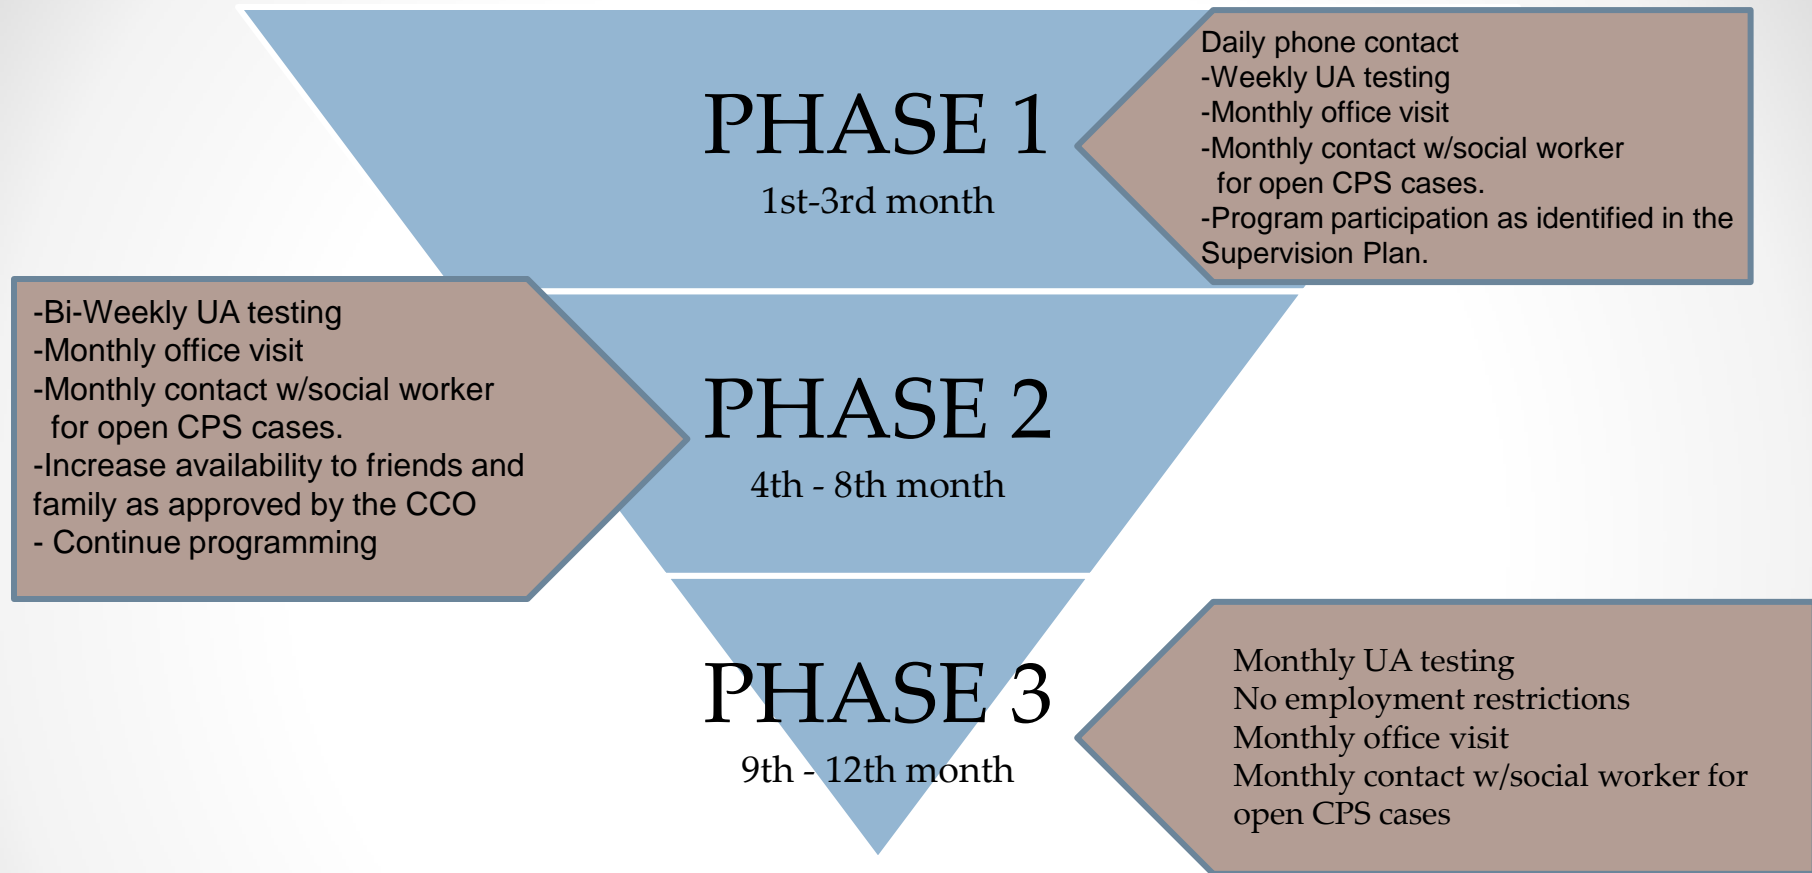 PHASE 1
1st-3rd month
Daily phone contact
-Weekly UA testing
-Monthly office visit
-Monthly contact w/social worker
for open CPS cases.
-Program participation as identified in the
Supervision Plan.
-Bi-Weekly UA testing
-Monthly office visit
-Monthly contact w/social worker
for open CPS cases.
-Increase availability to friends and
family as approved by the CCO
- Continue programming
PHASE 2
4th - 8th month
PHASE 3
9th - 12th month
Monthly UA testing
No employment restrictions
Monthly office visit
Monthly contact w/social worker for
open CPS cases